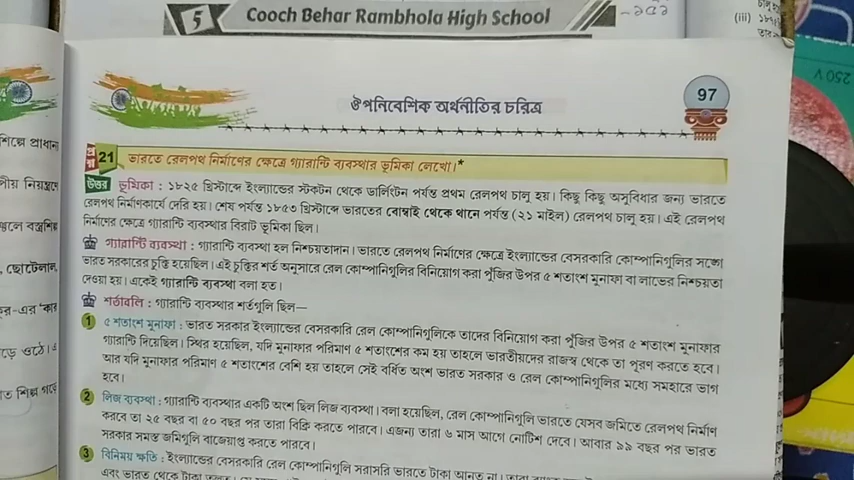 5 Cooch Behar Rambhola High School
(iii) ১৮৭
250 V
শিল্পে প্রাধান্য
ঔপনিবেশিক অর্থনীতির চরিত্র
97
প্রশ্ন 21 ভারতে রেলপথ নির্মাণের ক্ষেত্রে গ্যারান্টি ব্যবস্থার ভূমিকা লেখো।*
উত্তর ভূমিকা : ১৮২৫ খ্রিস্টাব্দে ইংল্যান্ডের স্টকটন থেকে ডার্লিংটন পর্যন্ত প্রথম রেলপথ চালু হয়। কিছু কিছু অসুবিধার জন্য ভারতে
রেলপথ নির্মাণকার্যে দেরি হয়। শেষ পর্যন্ত ১৮৫৩ খ্রিস্টাব্দে ভারতের বোম্বাই থেকে থানে পর্যন্ত (২১ মাইল) রেলপথ চালু হয়। এই রেলপথ
নির্মাণের ক্ষেত্রে গ্যারান্টি ব্যবস্থার বিরাট ভূমিকা ছিল।
গ্যারান্টি ব্যবস্থা : গ্যারান্টি ব্যবস্থা হল নিশ্চয়তাদান। ভারতে রেলপথ নির্মাণের ক্ষেত্রে ইংল্যান্ডের বেসরকারি কোম্পানিগুলির সঙ্গে
ভারত সরকারের চুক্তি হয়েছিল। এই চুক্তির শর্ত অনুসারে রেল কোম্পানিগুলির বিনিয়োগ করা পুঁজির উপর ৫ শতাংশ মুনাফা বা লাভের নিশ্চয়তা
দেওয়া হয়। একেই গ্যারান্টি ব্যবস্থা বলা হত।
শর্তাবলি : গ্যারান্টি ব্যবস্থার শর্তগুলি ছিল—
1 ৫ শতাংশ মুনাফা : ভারত সরকার ইংল্যান্ডের বেসরকারি রেল কোম্পানিগুলিকে তাদের বিনিয়োগ করা পুঁজির উপর ৫ শতাংশ মুনাফার
গ্যারান্টি দিয়েছিল। স্থির হয়েছিল, যদি মুনাফার পরিমাণ ৫ শতাংশের কম হয় তাহলে ভারতীয়দের রাজস্ব থেকে তা পূরণ করতে হবে।
আর যদি মুনাফার পরিমাণ ৫ শতাংশের বেশি হয় তাহলে সেই বর্ধিত অংশ ভারত সরকার ও রেল কোম্পানিগুলির মধ্যে সমহারে ভাগ
হবে।
2 লিজ ব্যবস্থা : গ্যারান্টি ব্যবস্থার একটি অংশ ছিল লিজ ব্যবস্থা। বলা হয়েছিল, রেল কোম্পানিগুলি ভারতে যেসব জমিতে রেলপথ নির্মাণ
করবে তা ২৫ বছর বা ৫০ বছর পর তারা বিক্রি করতে পারবে। এজন্য তারা ৬ মাস আগে নোটিশ দেবে। আবার ৯৯ বছর পর ভারত
সরকার সমস্ত জমিগুলি বাজেয়াপ্ত করতে পারবে।
3 বিনিময় ক্ষতি : ইংল্যান্ডের বেসরকারি রেল কোম্পানিগুলি সরাসরি ভারতে টাকা আনত না।
এবং ভারত থেকে টাকা